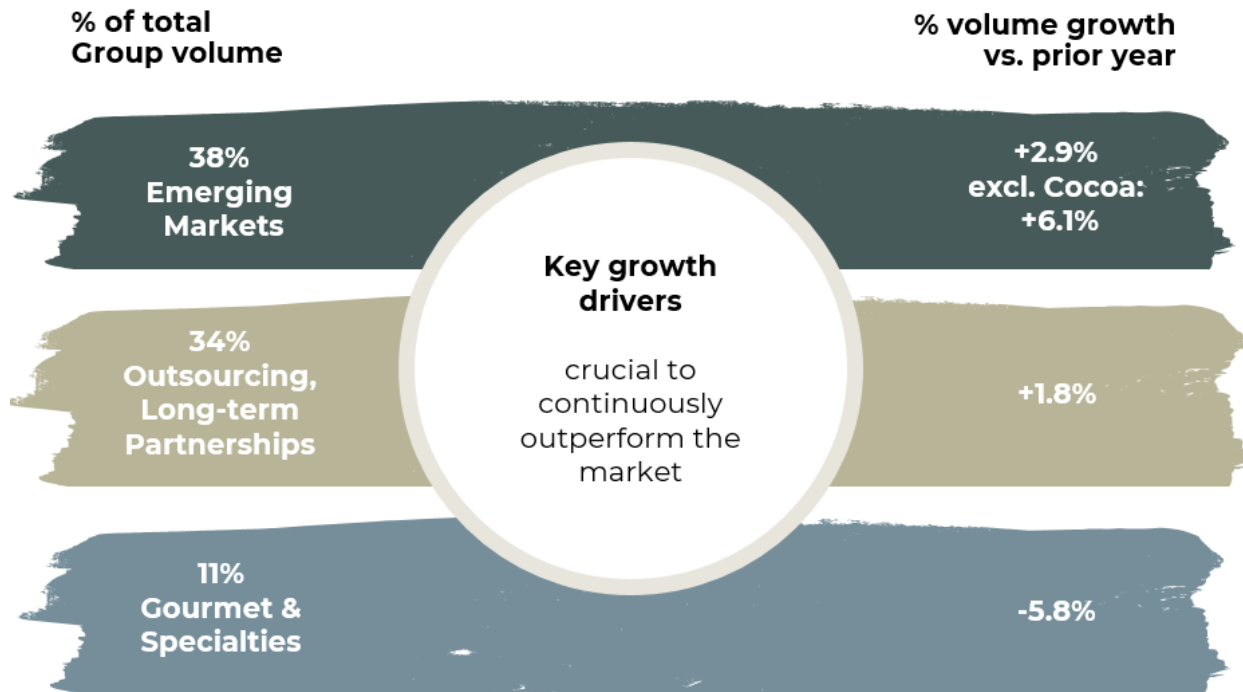 % of total
Group volume
% volume growth
vs. prior year
38%
Emerging
Markets
+2.9%
excl. Cocoa:
+6.1%
Key growth
drivers
crucial to
continuously
outperform the
market
34%
Outsourcing,
Long-term
Partnerships
+1.8%
11%
Gourmet &
Specialties
-5.8%